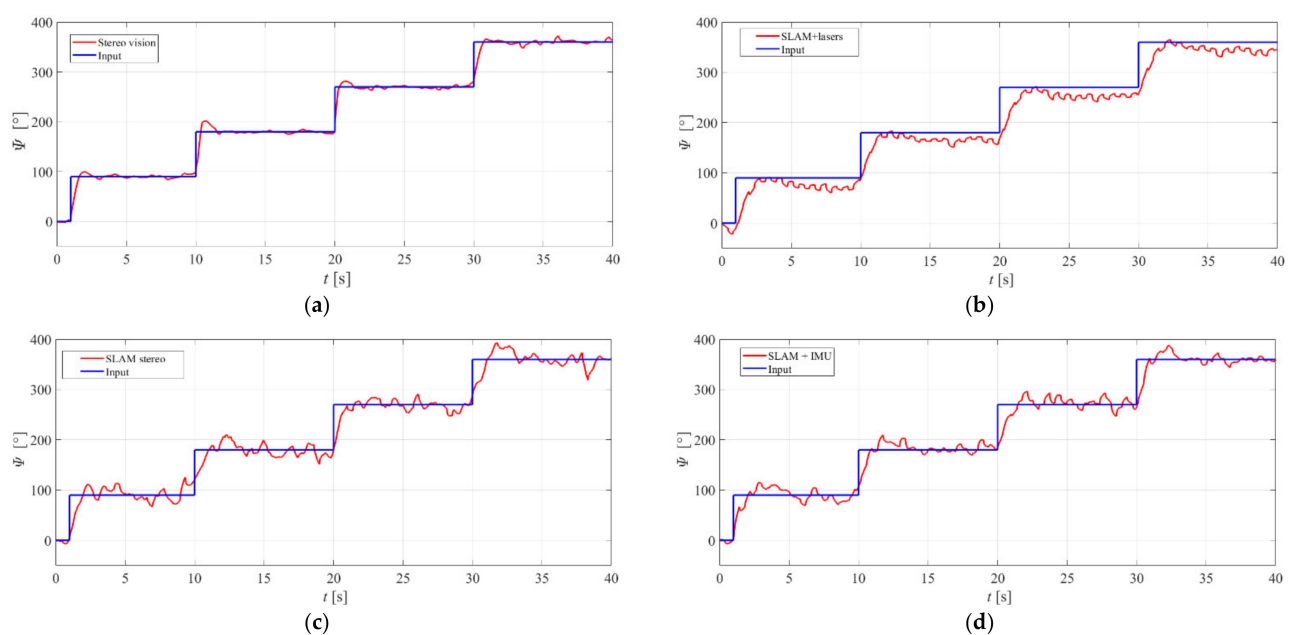 400
300
200
100
0
Ψ [°]
Stereo vision
Input
0 5 10 15 20 25 30 35 40
t [s]
(a)
400
300
200
100
0
Ψ [°]
SLAM+lasers
Input
0 5 10 15 20 25 30 35 40
t [s]
(b)
400
300
200
100
0
Ψ [°]
SLAM stereo
Input
0 5 10 15 20 25 30 35 40
t [s]
(c)
400
300
200
100
0
Ψ [°]
SLAM + IMU
Input
0 5 10 15 20 25 30 35 40
t [s]
(d)